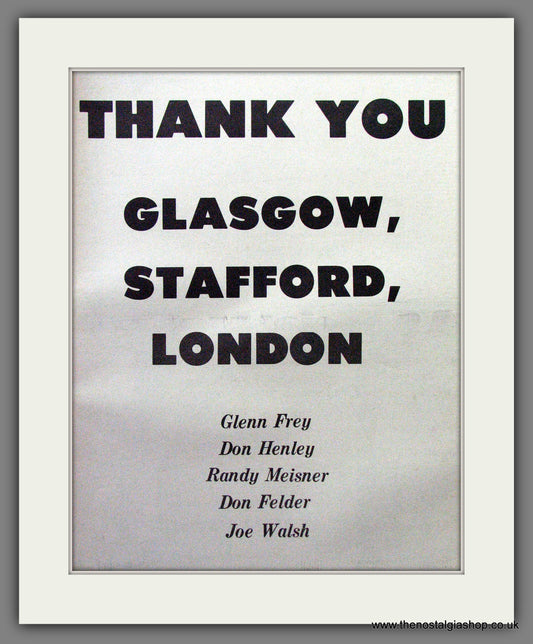 THANK YOU
GLASGOW,
STAFFORD,
LONDON
Glenn Frey
Don Henley
Randy Meisner
Don Felder
Joe Walsh
www.thenostalgiashop.co.uk